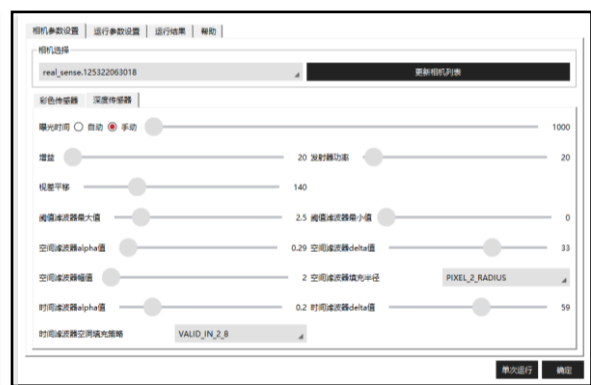 相机参数设置 运行参数设置 运行结果 帮助
相机选择
real_sense.125322063018 更新相机列表
彩色传感器 深度传感器
曝光时间 自动 手动 1000
增益 20 发射器功率 20
视差平移 140
阈值滤波器最大值 2.5 阈值滤波器最小值 0
空间滤波器alpha值 0.29 空间滤波器delta值 33
空间滤波器幅值 2 空间滤波器填充半径 PIXEL_2_RADIUS
时间滤波器alpha值 0.2 时间滤波器delta值 59
时间滤波器空洞填充策略 VALID_IN_2_8
单次运行 确定